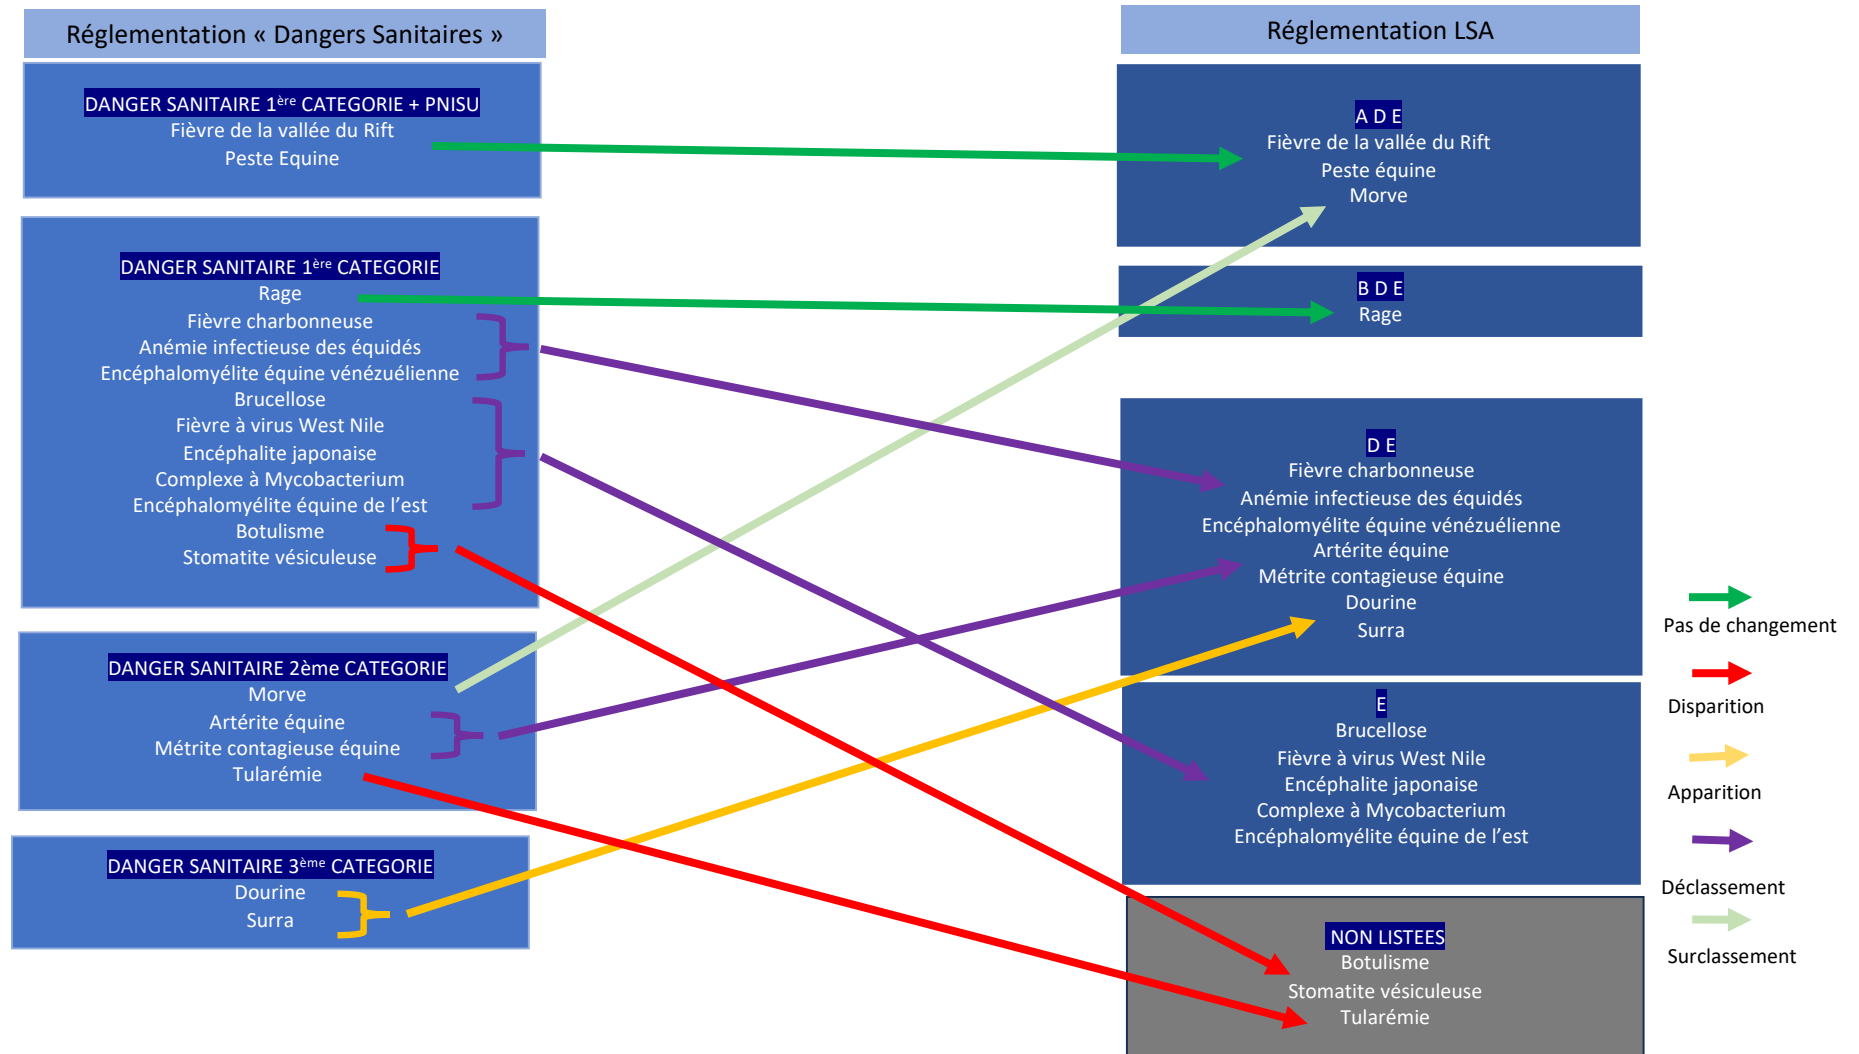 Réglementation « Dangers Sanitaires »
DANGER SANITAIRE 1ère CATEGORIE + PNISU
Fièvre de la vallée du Rift
Peste Equine
DANGER SANITAIRE 1ère CATEGORIE
Rage
Fièvre charbonneuse
Anémie infectieuse des équidés
Encéphalomyélite équine vénézuélienne
Brucellose
Fièvre à virus West Nile
Encéphalite japonaise
Complexe à Mycobacterium
Encéphalomyélite équine de l’est
Botulisme
Stomatite vésiculeuse
DANGER SANITAIRE 2ème CATEGORIE
Morve
Artérite équine
Métrite contagieuse équine
Tularémie
DANGER SANITAIRE 3ème CATEGORIE
Dourine
Surra
Réglementation LSA
A D E
Fièvre de la vallée du Rift
Peste équine
Morve
B D E
Rage
D E
Fièvre charbonneuse
Anémie infectieuse des équidés
Encéphalomyélite équine vénézuélienne
Artérite équine
Métrite contagieuse équine
Dourine
Surra
E
Brucellose
Fièvre à virus West Nile
Encéphalite japonaise
Complexe à Mycobacterium
Encéphalomyélite équine de l’est
NON LISTEES
Botulisme
Stomatite vésiculeuse
Tularémie
Pas de changement
Disparition
Apparition
Déclassement
Surclassement